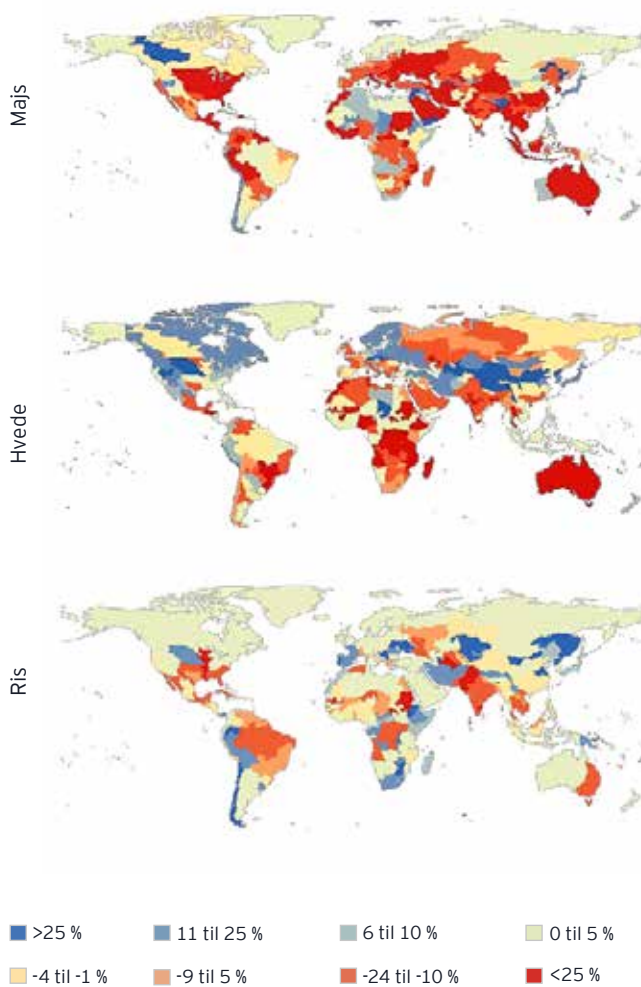 Majs
Hvede
Ris
>25 %
11 til 25 %
6 til 10 %
0 til 5 %
-4 til -1 %
-9 til 5 %
-24 til -10 %
<25 %